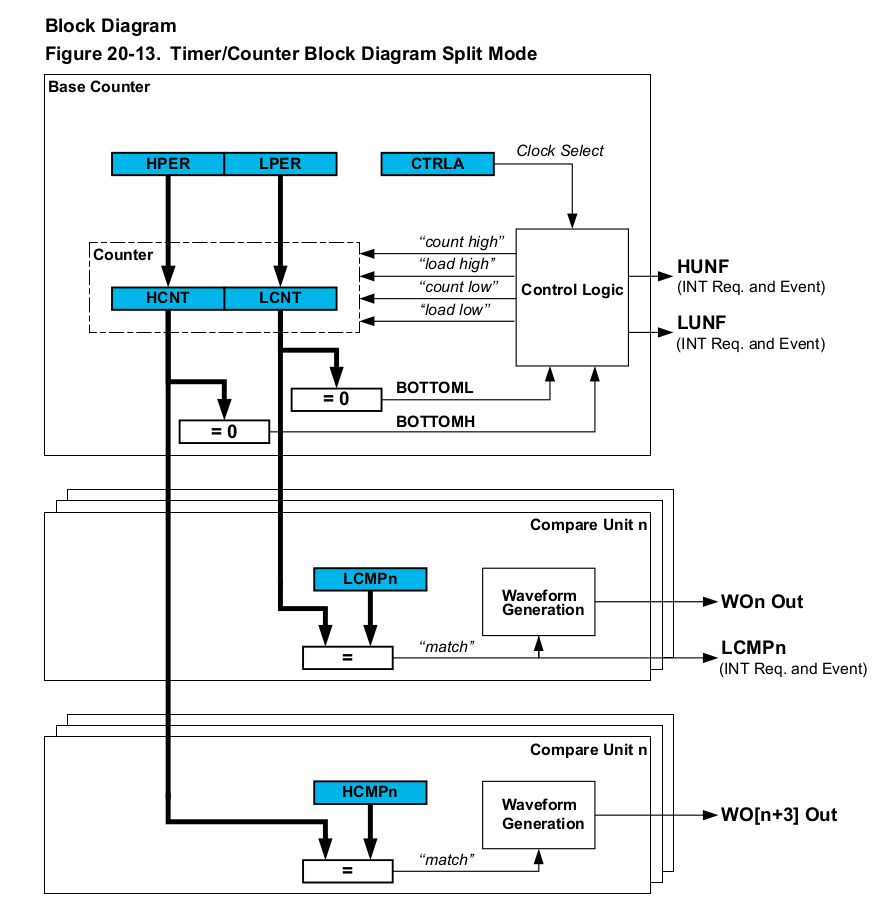 Block Diagram
Figure 20-13. Timer/Counter Block Diagram Split Mode
Base Counter
HPER
LPER
CTRLA
Clock Select
Counter
"count high"
"load high"
"count low"
"load low"
Control Logic
HUNF
(INT Req. and Event)
LUNF
(INT Req. and Event)
HCNT
LCNT
= 0
BOTTOML
= 0
BOTTOMH
Compare Unit n
LCMPn
Waveform
Generation
WOn Out
=
"match"
LCMPn
(INT Req. and Event)
Compare Unit n
HCMPn
Waveform
Generation
WO[n+3] Out
=
"match"